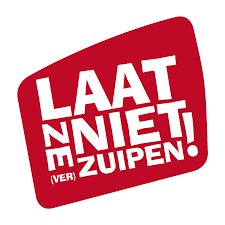 LAAT
ZE NIET
(VER) ZUIPEN!